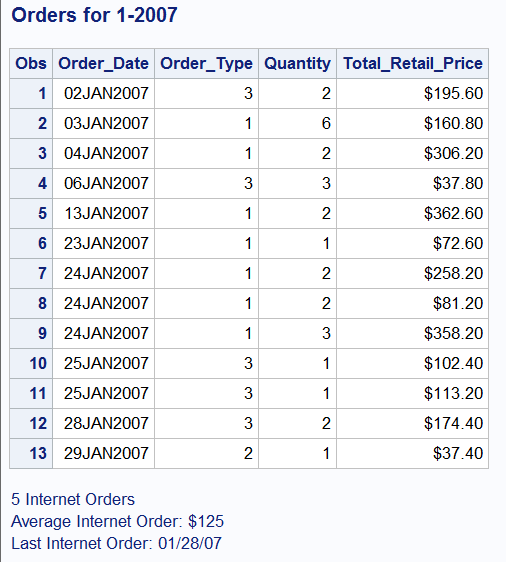 Orders for 1-2007
Obs Order_Date Order_Type Quantity Total_Retail_Price
1 02JAN2007 3 2 $195.60
2 03JAN2007 1 6 $160.80
3 04JAN2007 1 2 $306.20
4 06JAN2007 3 3 $37.80
5 13JAN2007 1 2 $362.60
6 23JAN2007 1 1 $72.60
7 24JAN2007 1 2 $258.20
8 24JAN2007 1 2 $81.20
9 24JAN2007 1 3 $358.20
10 25JAN2007 3 1 $102.40
11 25JAN2007 3 1 $113.20
12 28JAN2007 3 2 $174.40
13 29JAN2007 2 1 $37.40
5 Internet Orders
Average Internet Order: $125
Last Internet Order: 01/28/07